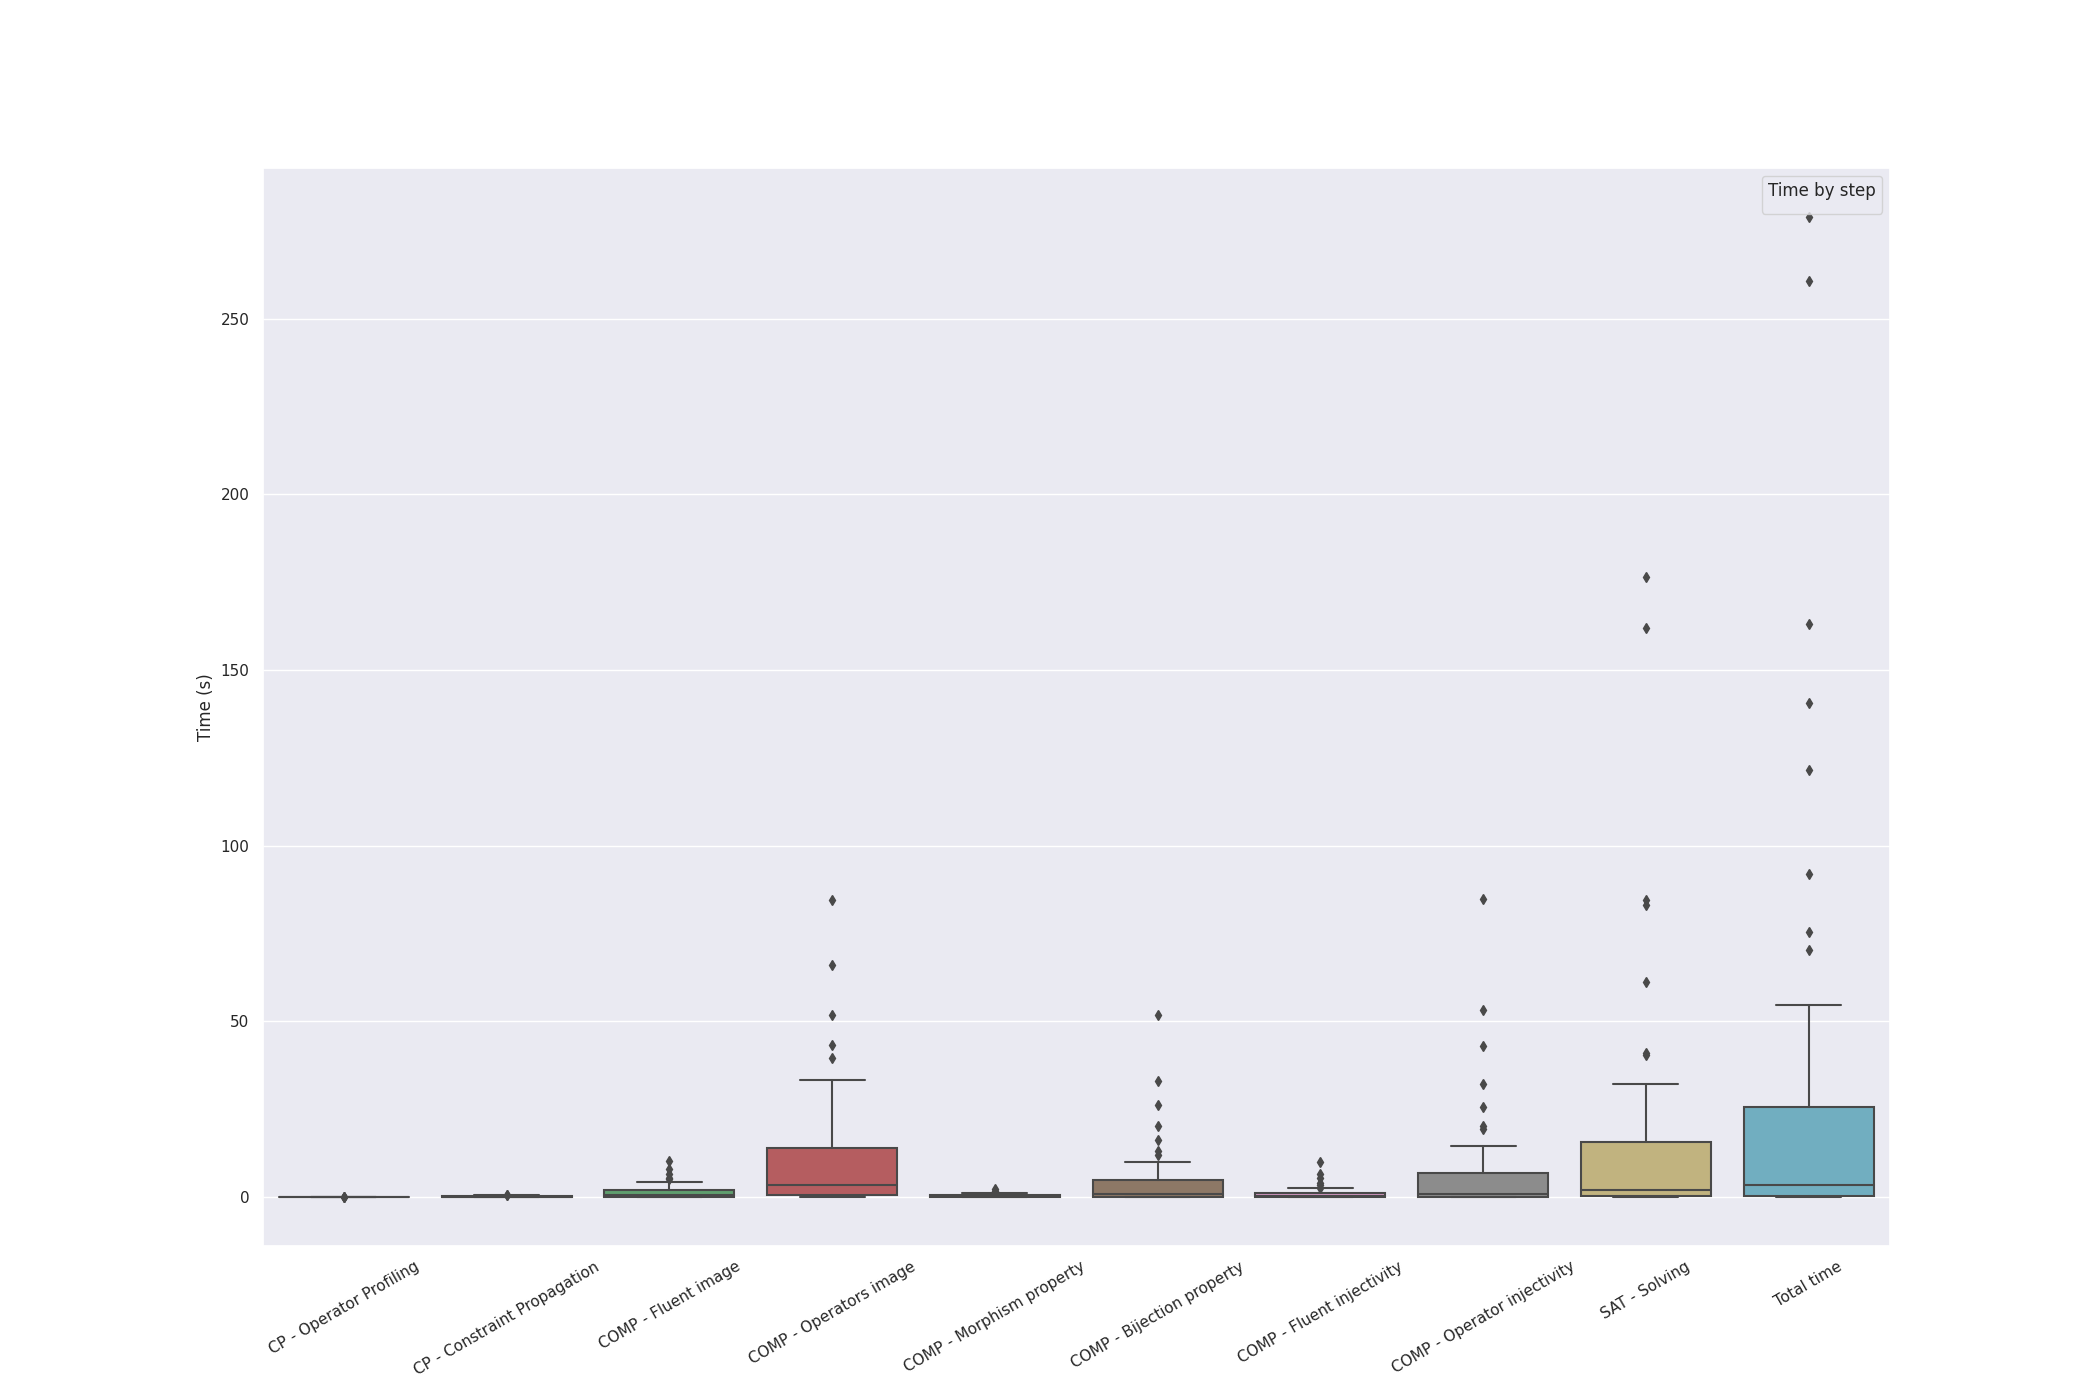 Time by step
250
200
150
100
50
0
Time (s)
CP - Operator Profiling
CP - Constraint Propagation
COMP - Fluent image
COMP - Operators image
COMP - Morphism property
COMP - Bijection property
COMP - Fluent injectivity
COMP - Operator injectivity
SAT - Solving
Total time